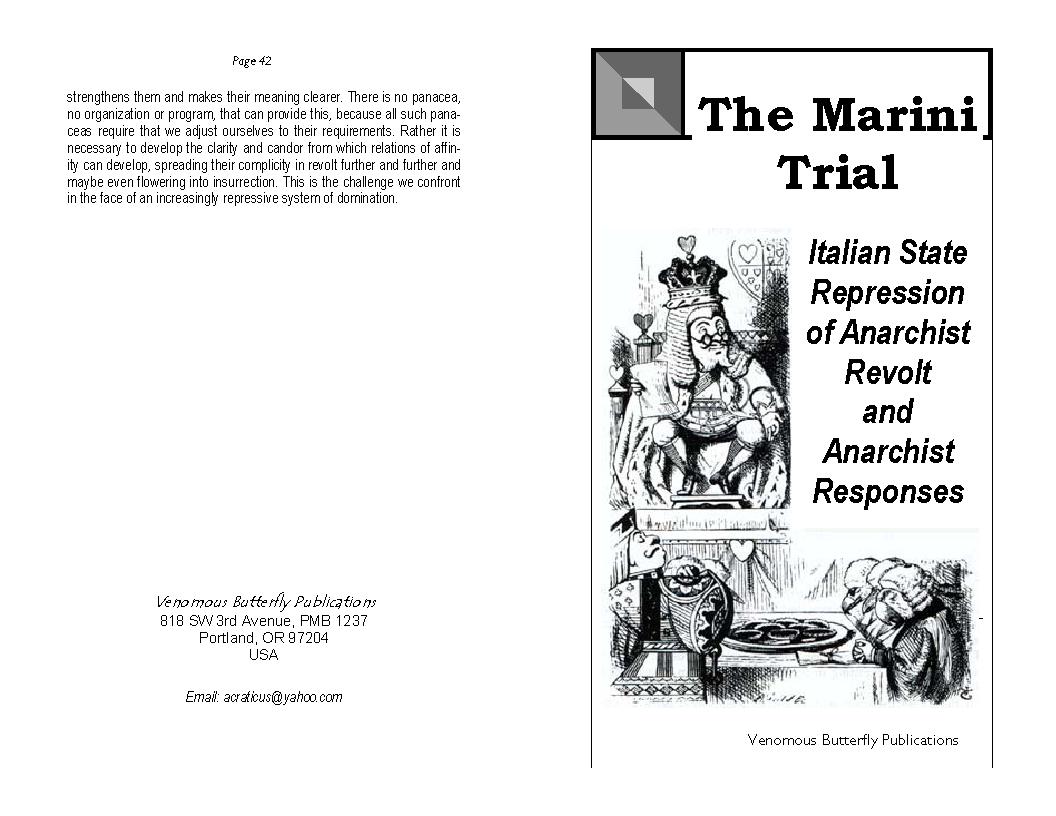 Page 42
strengthens them and makes their meaning clearer. There is no panacea,
no organization or program, that can provide this, because all such pana-
ceas require that we adjust ourselves to their requirements. Rather it is
necessary to develop the clarity and candor from which relations of affin-
ity can develop, spreading their complicity in revolt further and further and
maybe even flowering into insurrection. This is the challenge we confront
in the face of an increasingly repressive system of domination.
Venomous Butterfly Publications
818 SW 3rd Avenue, PMB 1237
Portland, OR 97204
USA
Email: acraticus@yahoo.com
The Marini
Trial
Italian State
Repression
of Anarchist
Revolt
and
Anarchist
Responses
Venomous Butterfly Publications